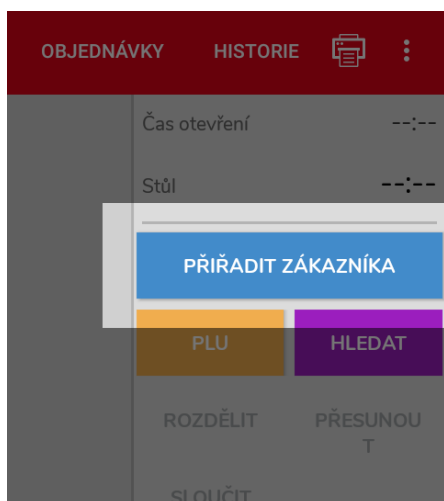 OBJEDNÁVKY HISTORIE
Čas otevření --:--
Stůl --:--
PŘIŘADIT ZÁKAZNÍKA
PLU HLEDAT
ROZDĚLIT PŘESUNOU
T
SLOUČIT